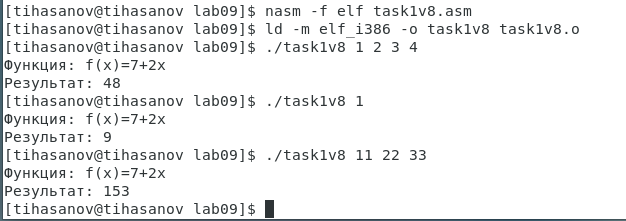 [tihasanov@tihasanov lab09]$ nasm -f elf task1v8.asm
[tihasanov@tihasanov lab09]$ ld -m elf_i386 -o task1v8 task1v8.o
[tihasanov@tihasanov lab09]$ ./task1v8 1 2 3 4
Функция: f(x)=7+2x
Результат: 48
[tihasanov@tihasanov lab09]$ ./task1v8 1
Функция: f(x)=7+2x
Результат: 9
[tihasanov@tihasanov lab09]$ ./task1v8 11 22 33
Функция: f(x)=7+2x
Результат: 153
[tihasanov@tihasanov lab09]$